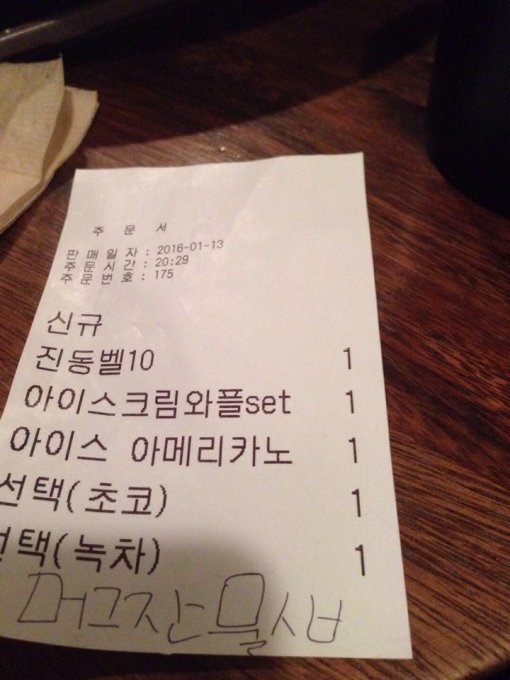 주 문 서
판 매 일 자 : 2016-01-13
주 문 시 간 : 20:29
주 문 번 호 : 175
신규
진동벨10 1
아이스크림와플set 1
아이스 아메리카노 1
선택(초코) 1
선택(녹차) 1
머그잔